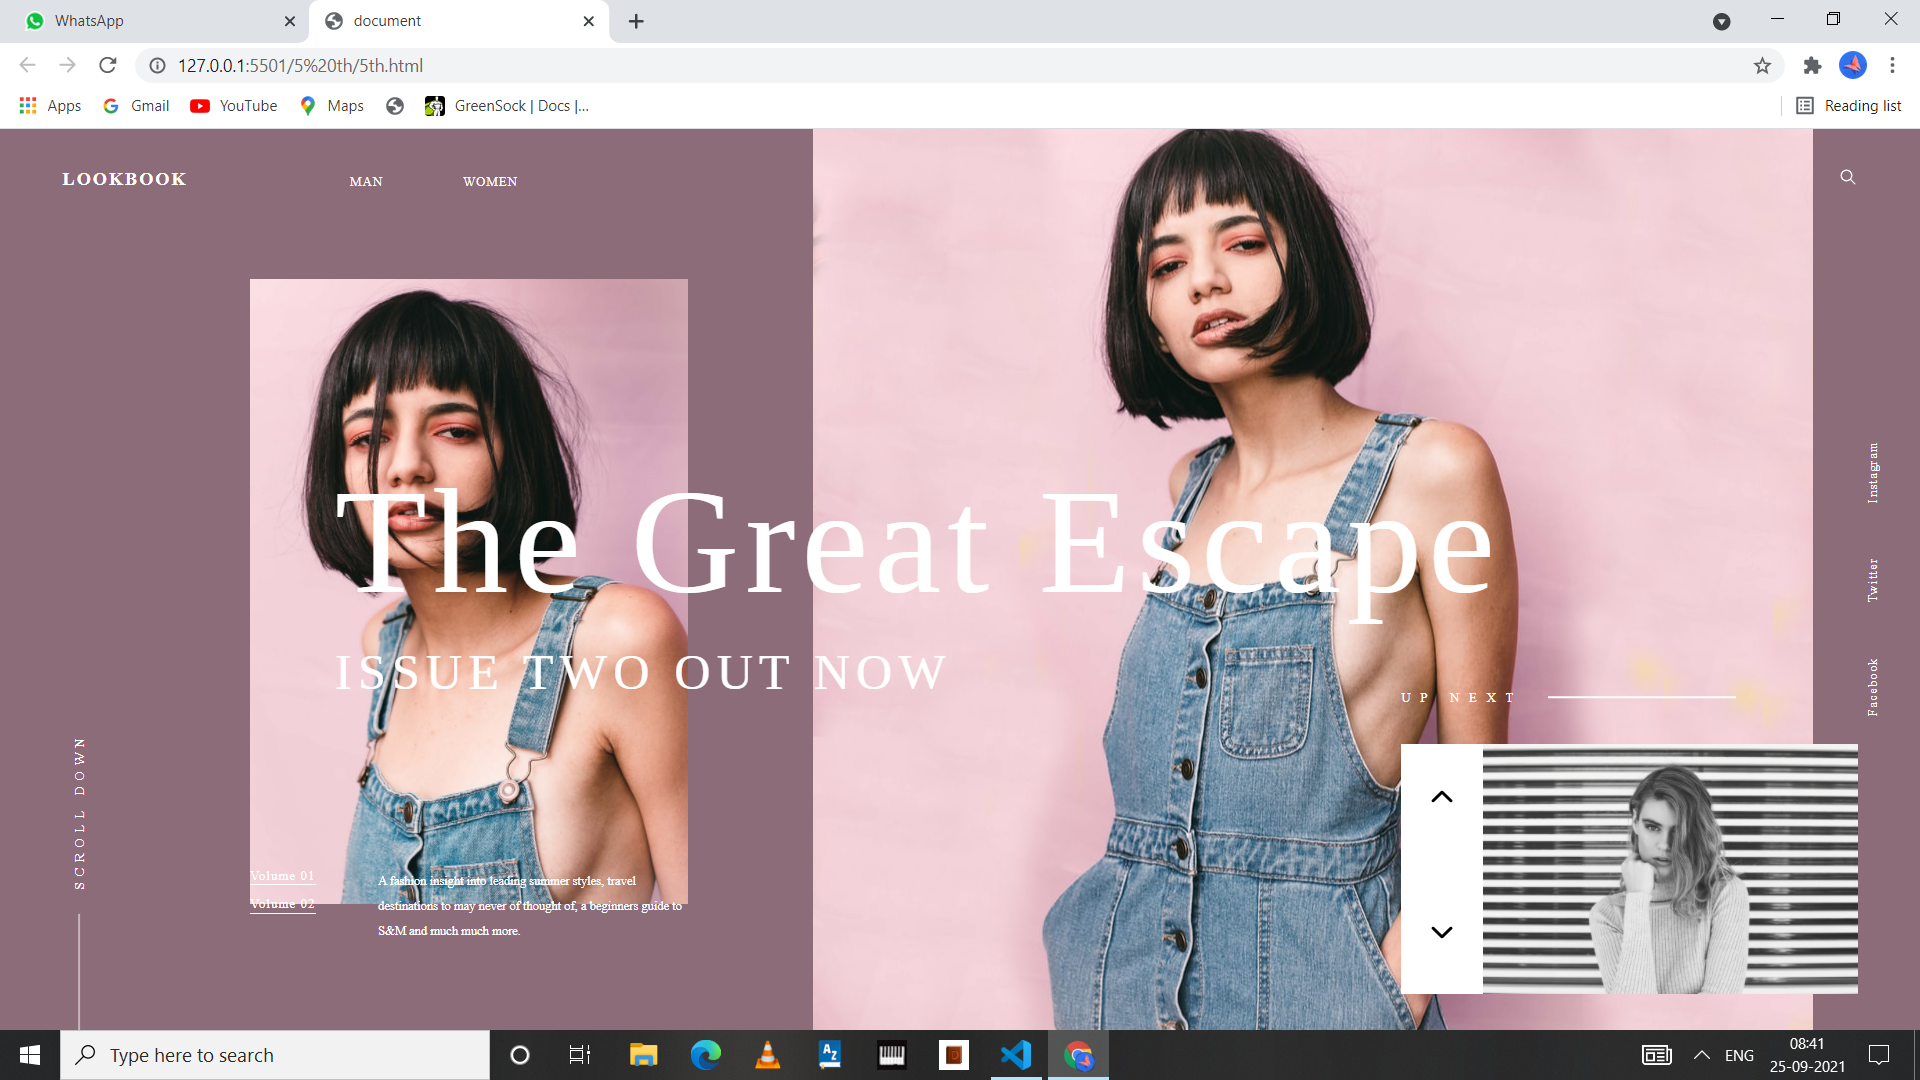 WhatsApp
document
127.0.0.1:5501/5%20th/5th.html
Apps
Gmail
YouTube
Maps
GreenSock | Docs |...
Reading list
LOOKBOOK
MAN
WOMEN
The Great Escape
ISSUE TWO OUT NOW
Instagram
Twitter
Facebook
UP NEXT
SCROLL DOWN
Volume 01
Volume 02
A fashion insight into leading summer styles, travel
destinations to may never of thought of, a beginners guide to
S&M and much much more.
Type here to search
AZ
ENG
08:41
25-09-2021